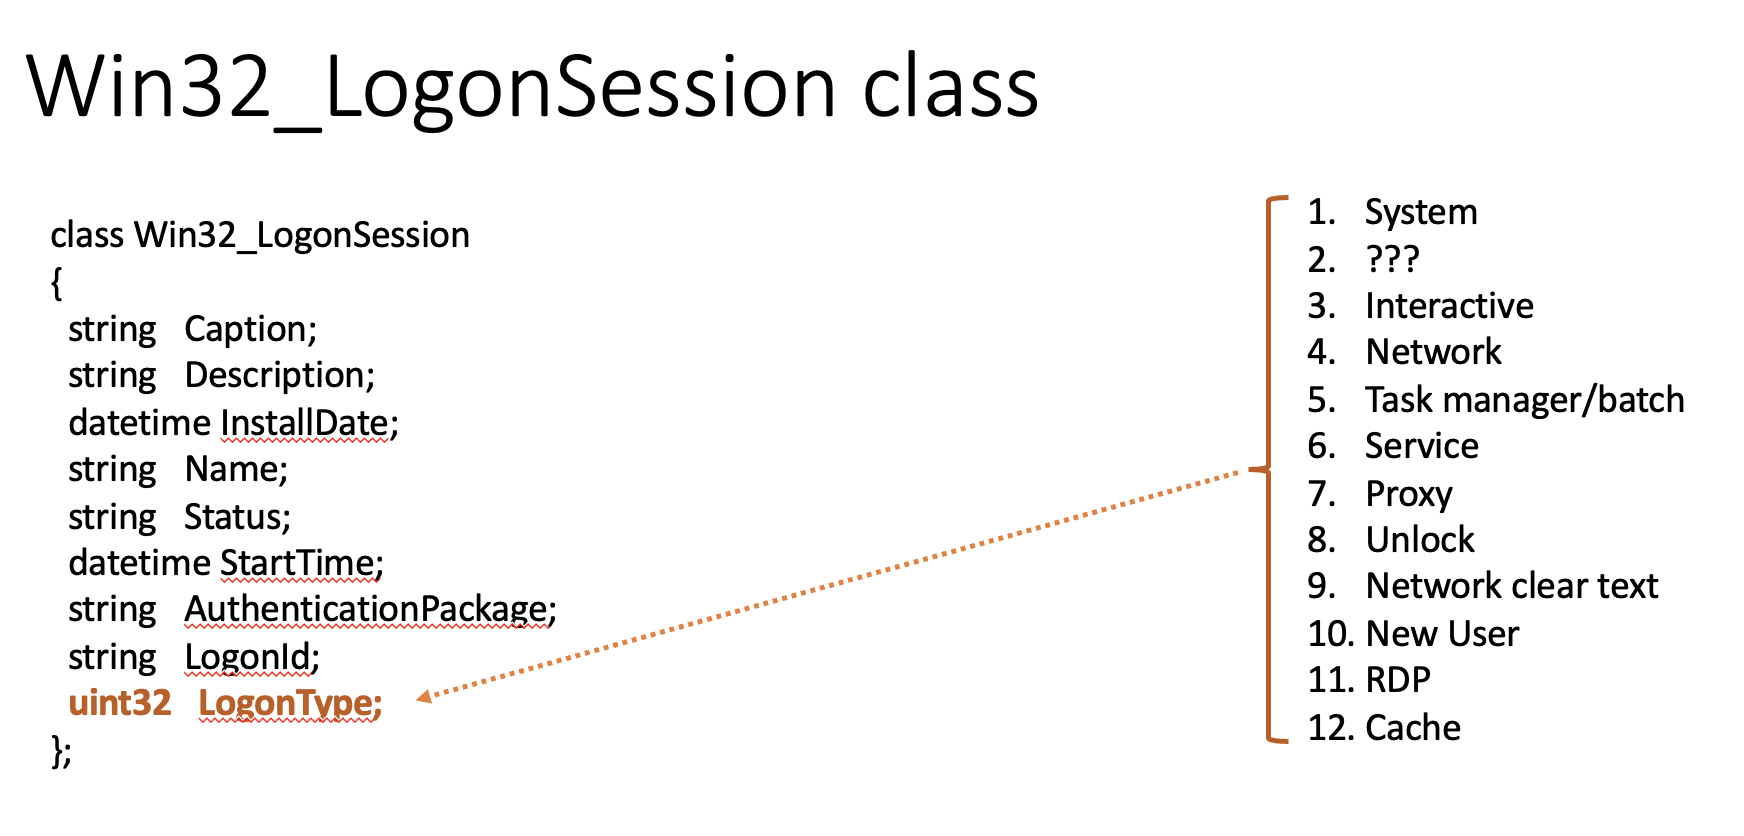 Win32_LogonSession class
class Win32_LogonSession
{
string Caption;
string Description;
datetime InstallDate;
string Name;
string Status;
datetime StartTime;
string AuthenticationPackage;
string LogonId;
uint32 LogonType;
};
1. System
2. ???
3. Interactive
4. Network
5. Task manager/batch
6. Service
7. Proxy
8. Unlock
9. Network clear text
10. New User
11. RDP
12. Cache